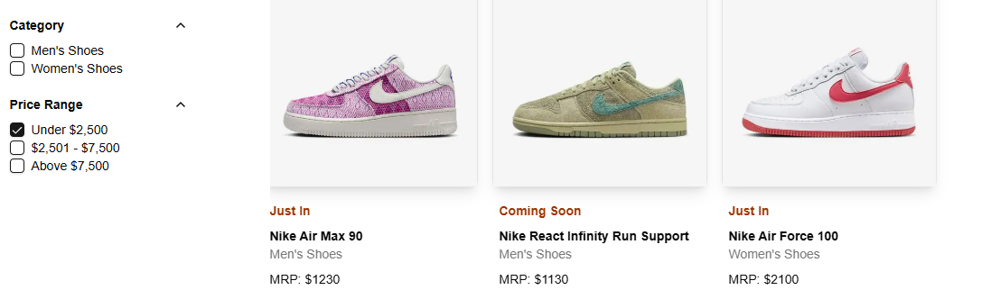 Category
Men's Shoes
Women's Shoes
Price Range
Under $2,500
$2,501 - $7,500
Above $7,500
Just In
Nike Air Max 90
Men's Shoes
MRP: $1230
Coming Soon
Nike React Infinity Run Support
Men's Shoes
MRP: $1130
Just In
Nike Air Force 100
Women's Shoes
MRP: $2100